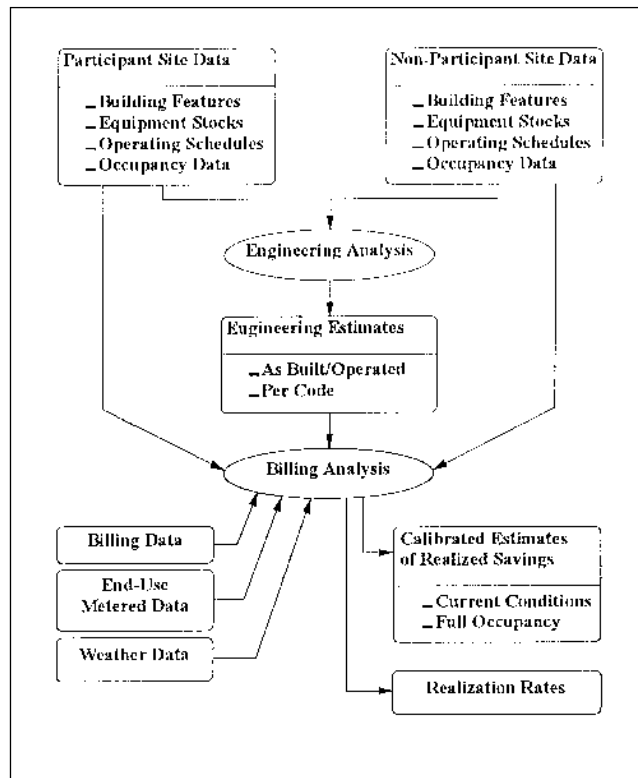 Participant Site Data
Building Features
Equipment Stocks
Operating Schedules
Occupancy Data
Non-Participant Site Data
Building Features
Equipment Stocks
Operating Schedules
Occupancy Data
Engineering Analysis
Engineering Estimates
As Built/Operated
Per Code
Billing Analysis
Billing Data
End-Use
Metered Data
Weather Data
Calibrated Estimates
of Realized Savings
Current Conditions
Full Occupancy
Realization Rates